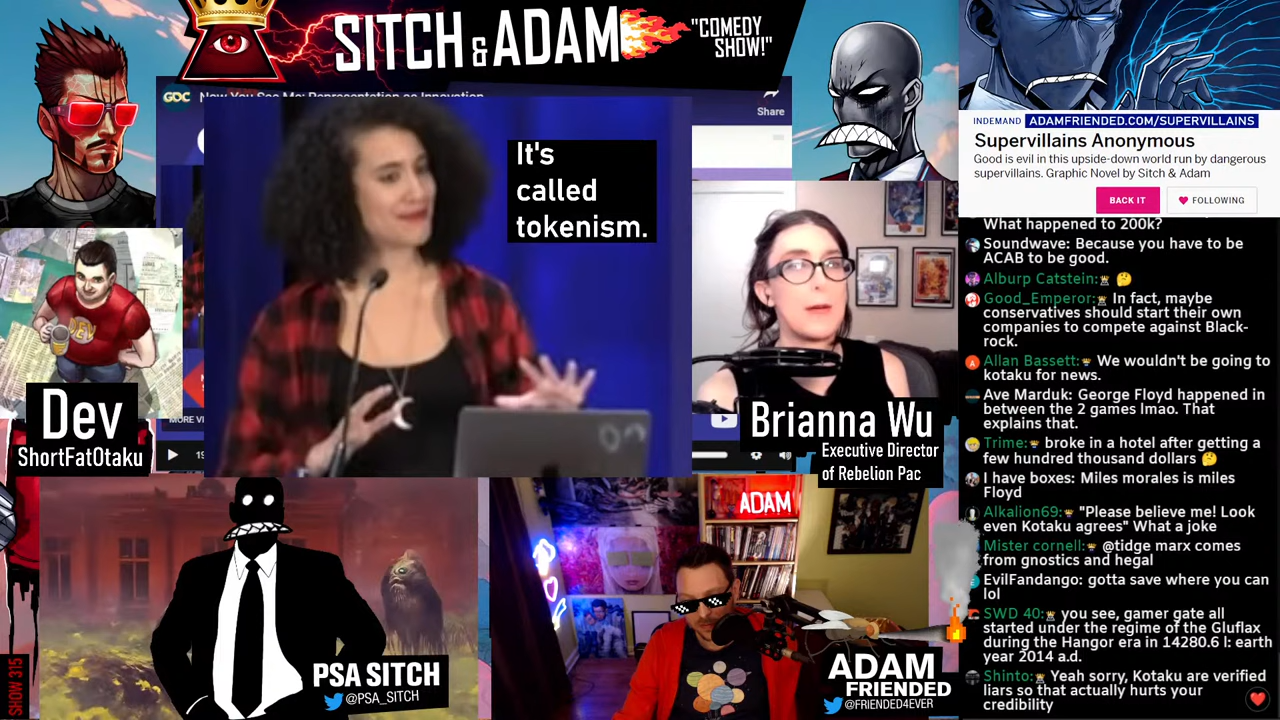 SITCH & ADAM
"COMEDY
SHOW!"
GDC Now You See Me: Representation as Innovation
Share
It's
called
tokenism.
INDEMAND ADAMFRIENDED.COM/SUPERVILLAINS
Supervillains Anonymous
Good is evil in this upside-down world run by dangerous
supervillains. Graphic Novel by Sitch & Adam
BACK IT
FOLLOWING
What happened to 200k?
Soundwave: Because you have to be
ACAB to be good.
Alburp Catstein: 🤔
Good_Emperor: In fact, maybe
conservatives should start their own
companies to compete against Black-
rock.
Allan Bassett: We wouldn't be going to
kotaku for news.
Ave Marduk: George Floyd happened in
between the 2 games lmao. That
explains that.
Trime: broke in a hotel after getting a
few hundred thousand dollars 🤔
I have boxes: Miles morales is miles
Floyd
Alkalion69: "Please believe me! Look
even Kotaku agrees" What a joke
Mister cornell: @tidge marx comes
from gnostics and hegal
EvilFandango: gotta save where you can
lol
SWD 40: you see, gamer gate all
started under the regime of the Gluflax
during the Hangor era in 14280.6 l: earth
year 2014 a.d.
Shinto: Yeah sorry, Kotaku are verified
liars so that actually hurts your
credibility
DEV
Dev
ShortFatOtaku
MORE VI
Brianna Wu
Executive Director
of Rebelion Pac
SHOW 315
PSA SITCH
@PSA_SITCH
ADAM
ADAM
FRIENDED
@FRIENDED4EVER